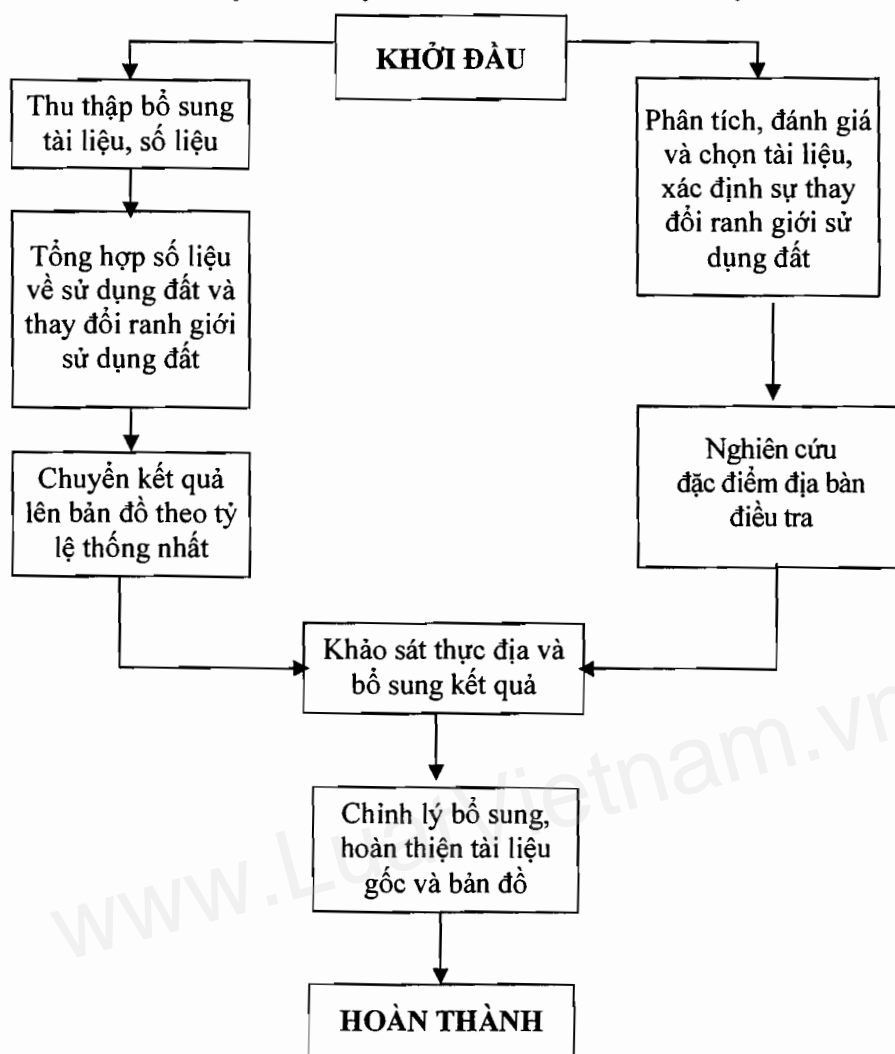 KHỞI ĐẦU
Thu thập bổ sung
tài liệu, số liệu
Tổng hợp số liệu
về sử dụng đất và
thay đổi ranh giới
sử dụng đất
Chuyển kết quả
lên bản đồ theo tỷ
lệ thống nhất
Phân tích, đánh giá
và chọn tài liệu,
xác định sự thay
đổi ranh giới sử
dụng đất
Nghiên cứu
đặc điểm địa bàn
điều tra
Khảo sát thực địa và
bổ sung kết quả
Chỉnh lý bổ sung,
hoàn thiện tài liệu
gốc và bản đồ
HOÀN THÀNH
www.LuatVietnam.vn